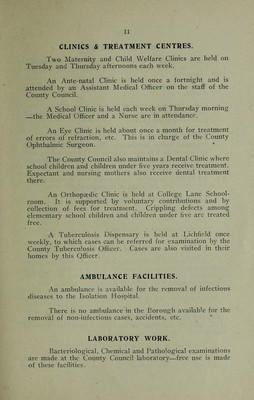 11
CLINICS & TREATMENT CENTRES.
Two Maternity and Child Welfare Clinics are held on
Tuesday and Thursday afternoons each week.
An Ante-natal Clinic is held once a fortnight and is
attended by an Assistant Medical Officer on the staff of the
County Council.
A School Clinic is held each week on Thursday morning
—the Medical Officer and a Nurse are in attendance.
An Eye Clinic is held about once a month for treatment
of errors of refraction, etc. This is in charge of the County
Ophthalmic Surgeon.
The County Council also maintains a Dental Clinic where
school children and children under five years receive treatment.
Expectant and nursing mothers also receive dental treatment
there.
An Orthopædic Clinic is held at College Lane School-
room. It is supported by voluntary contributions and by
collection of fees for treatment. Crippling defects among
elementary school children and children under five are treated
free.
A Tuberculosis Dispensary is held at Lichfield once
weekly, to which cases can be referred for examination by the
County Tuberculosis Officer. Cases are also visited in their
homes by this Officer.
AMBULANCE FACILITIES.
An ambulance is available for the removal of infectious
diseases to the Isolation Hospital.
There is no ambulance in the Borough available for the
removal of non-infectious cases, accidents, etc.
LABORATORY WORK.
Bacteriological, Chemical and Pathological examinations
are made at the County Council laboratory—free use is made
of these facilities.